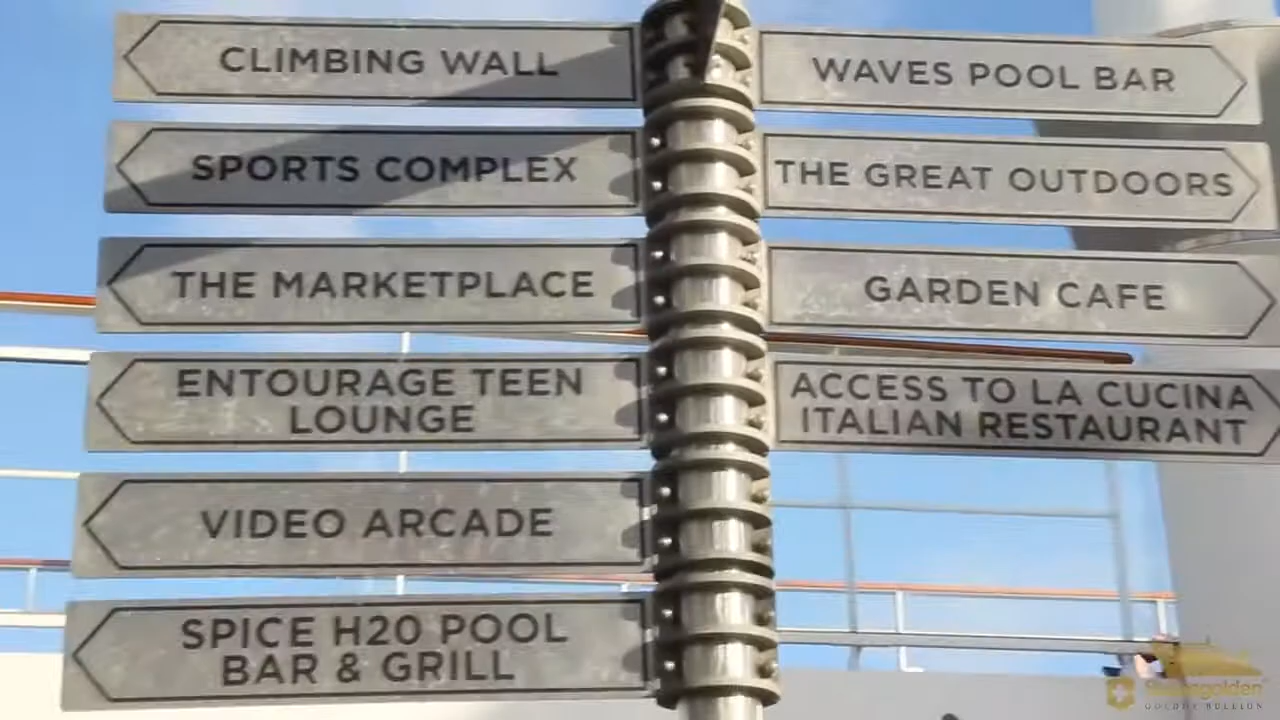 CLIMBING WALL
SPORTS COMPLEX
THE MARKETPLACE
ENTOURAGE TEEN
LOUNGE
VIDEO ARCADE
SPICE H20 POOL
BAR & GRILL
WAVES POOL BAR
THE GREAT OUTDOORS
GARDEN CAFE
ACCESS TO LA CUCINA
ITALIAN RESTAURANT